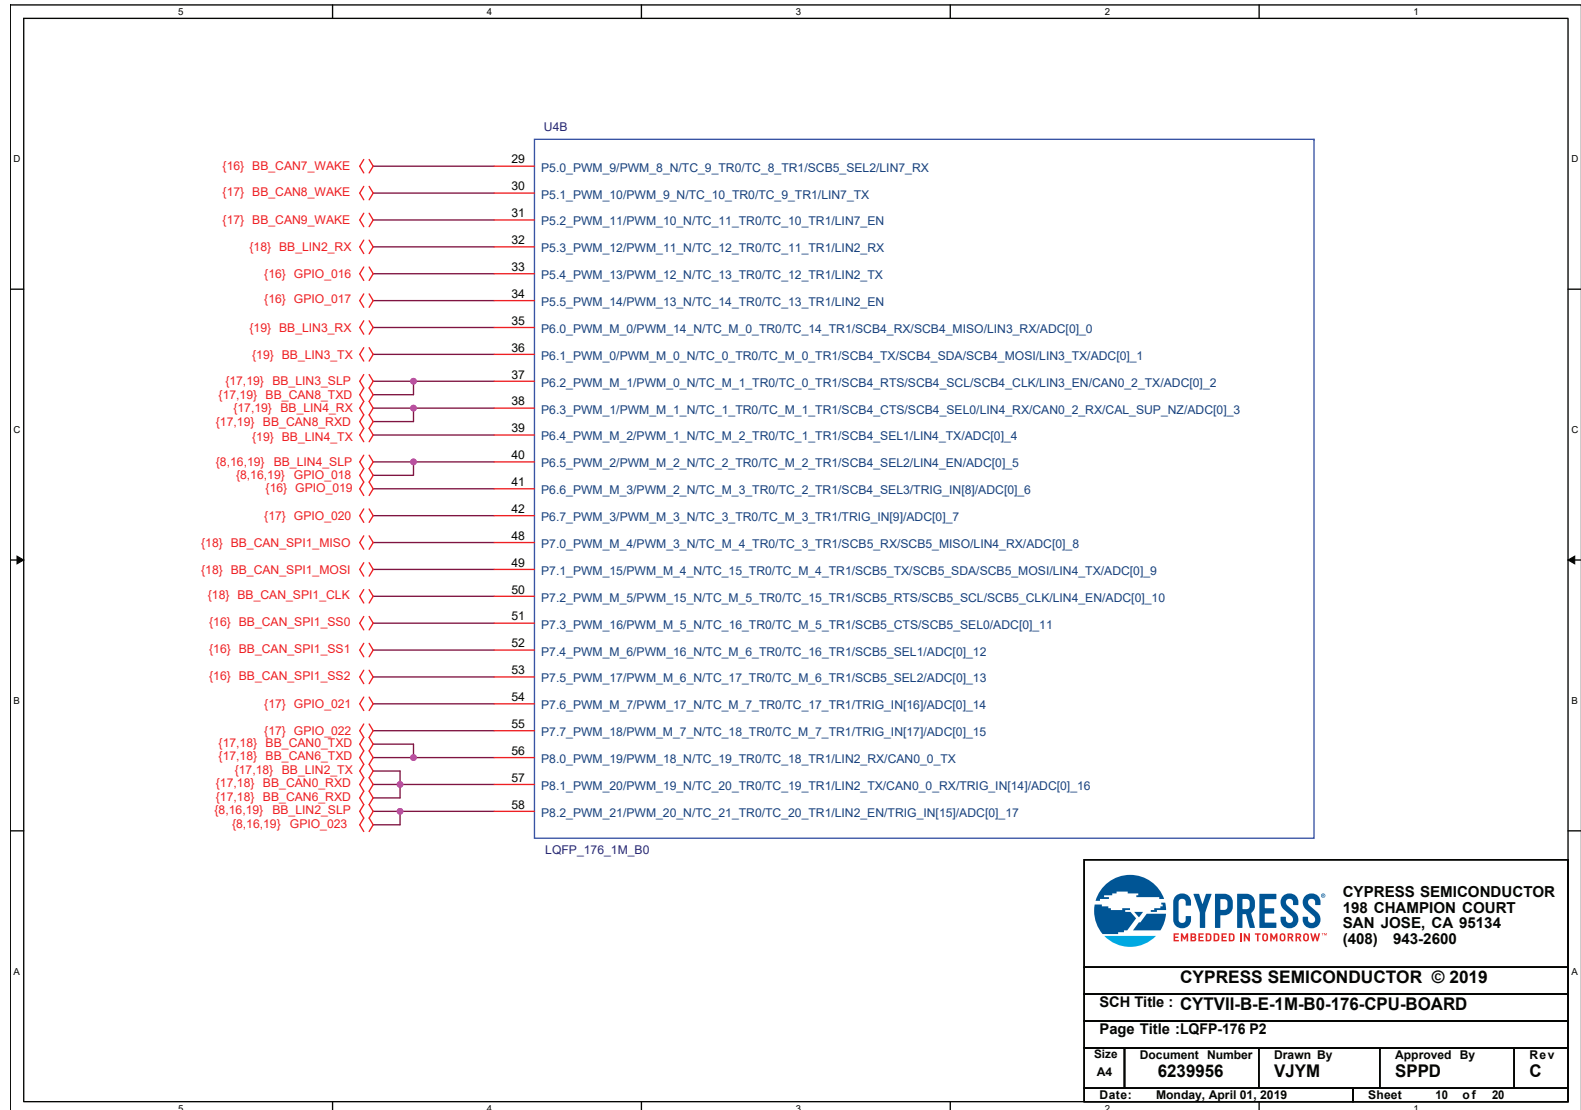 5 4 3 2 1
D D
C C
B B
A A
U4B
{16} BB_CAN7_WAKE 29 P5.0_PWM_9/PWM_8_N/TC_9_TR0/TC_8_TR1/SCB5_SEL2/LIN7_RX
{17} BB_CAN8_WAKE 30 P5.1_PWM_10/PWM_9_N/TC_10_TR0/TC_9_TR1/LIN7_TX
{17} BB_CAN9_WAKE 31 P5.2_PWM_11/PWM_10_N/TC_11_TR0/TC_10_TR1/LIN7_EN
{18} BB_LIN2_RX 32 P5.3_PWM_12/PWM_11_N/TC_12_TR0/TC_11_TR1/LIN2_RX
{16} GPIO_016 33 P5.4_PWM_13/PWM_12_N/TC_13_TR0/TC_12_TR1/LIN2_TX
{16} GPIO_017 34 P5.5_PWM_14/PWM_13_N/TC_14_TR0/TC_13_TR1/LIN2_EN
{19} BB_LIN3_RX 35 P6.0_PWM_M_0/PWM_14_N/TC_M_0_TR0/TC_14_TR1/SCB4_RX/SCB4_MISO/LIN3_RX/ADC[0]_0
{19} BB_LIN3_TX 36 P6.1_PWM_0/PWM_M_0_N/TC_0_TR0/TC_M_0_TR1/SCB4_TX/SCB4_SDA/SCB4_MOSI/LIN3_TX/ADC[0]_1
{17,19} BB_LIN3_SLP 37 P6.2_PWM_M_1/PWM_0_N/TC_M_1_TR0/TC_0_TR1/SCB4_RTS/SCB4_SCL/SCB4_CLK/LIN3_EN/CAN0_2_TX/ADC[0]_2
{17,19} BB_CAN8_TXD
{17,19} BB_LIN4_RX 38 P6.3_PWM_1/PWM_M_1_N/TC_1_TR0/TC_M_1_TR1/SCB4_CTS/SCB4_SEL0/LIN4_RX/CAN0_2_RX/CAL_SUP_NZ/ADC[0]_3
{17,19} BB_CAN8_RXD
{19} BB_LIN4_TX 39 P6.4_PWM_M_2/PWM_1_N/TC_M_2_TR0/TC_1_TR1/SCB4_SEL1/LIN4_TX/ADC[0]_4
{8,16,19} BB_LIN4_SLP 40 P6.5_PWM_2/PWM_M_2_N/TC_2_TR0/TC_M_2_TR1/SCB4_SEL2/LIN4_EN/ADC[0]_5
{8,16,19} GPIO_018
{16} GPIO_019 41 P6.6_PWM_M_3/PWM_2_N/TC_M_3_TR0/TC_2_TR1/SCB4_SEL3/TRIG_IN[8]/ADC[0]_6
{17} GPIO_020 42 P6.7_PWM_3/PWM_M_3_N/TC_3_TR0/TC_M_3_TR1/TRIG_IN[9]/ADC[0]_7
{18} BB_CAN_SPI1_MISO 48 P7.0_PWM_M_4/PWM_3_N/TC_M_4_TR0/TC_3_TR1/SCB5_RX/SCB5_MISO/LIN4_RX/ADC[0]_8
{18} BB_CAN_SPI1_MOSI 49 P7.1_PWM_15/PWM_M_4_N/TC_15_TR0/TC_M_4_TR1/SCB5_TX/SCB5_SDA/SCB5_MOSI/LIN4_TX/ADC[0]_9
{18} BB_CAN_SPI1_CLK 50 P7.2_PWM_M_5/PWM_15_N/TC_M_5_TR0/TC_15_TR1/SCB5_RTS/SCB5_SCL/SCB5_CLK/LIN4_EN/ADC[0]_10
{16} BB_CAN_SPI1_SS0 51 P7.3_PWM_16/PWM_M_5_N/TC_16_TR0/TC_M_5_TR1/SCB5_CTS/SCB5_SEL0/ADC[0]_11
{16} BB_CAN_SPI1_SS1 52 P7.4_PWM_M_6/PWM_16_N/TC_M_6_TR0/TC_16_TR1/SCB5_SEL1/ADC[0]_12
{16} BB_CAN_SPI1_SS2 53 P7.5_PWM_17/PWM_M_6_N/TC_17_TR0/TC_M_6_TR1/SCB5_SEL2/ADC[0]_13
{17} GPIO_021 54 P7.6_PWM_M_7/PWM_17_N/TC_M_7_TR0/TC_17_TR1/TRIG_IN[16]/ADC[0]_14
{17} GPIO_022 55 P7.7_PWM_18/PWM_M_7_N/TC_18_TR0/TC_M_7_TR1/TRIG_IN[17]/ADC[0]_15
{17,18} BB_CAN0_TXD
{17,18} BB_CAN6_TXD 56 P8.0_PWM_19/PWM_18_N/TC_19_TR0/TC_18_TR1/LIN2_RX/CAN0_0_TX
{17,18} BB_LIN2_TX
{17,18} BB_CAN0_RXD 57 P8.1_PWM_20/PWM_19_N/TC_20_TR0/TC_19_TR1/LIN2_TX/CAN0_0_RX/TRIG_IN[14]/ADC[0]_16
{17,18} BB_CAN6_RXD
{8,16,19} BB_LIN2_SLP 58 P8.2_PWM_21/PWM_20_N/TC_21_TR0/TC_20_TR1/LIN2_EN/TRIG_IN[15]/ADC[0]_17
{8,16,19} GPIO_023
LQFP_176_1M_B0
CYPRESS®
EMBEDDED IN TOMORROW™
CYPRESS SEMICONDUCTOR
198 CHAMPION COURT
SAN JOSE, CA 95134
(408) 943-2600
CYPRESS SEMICONDUCTOR © 2019
SCH Title : CYTVII-B-E-1M-B0-176-CPU-BOARD
Page Title :LQFP-176 P2
Size Document Number Drawn By Approved By Rev
A4 6239956 VJYM SPPD C
Date: Monday, April 01, 2019 Sheet 10 of 20
5 4 3 2 1